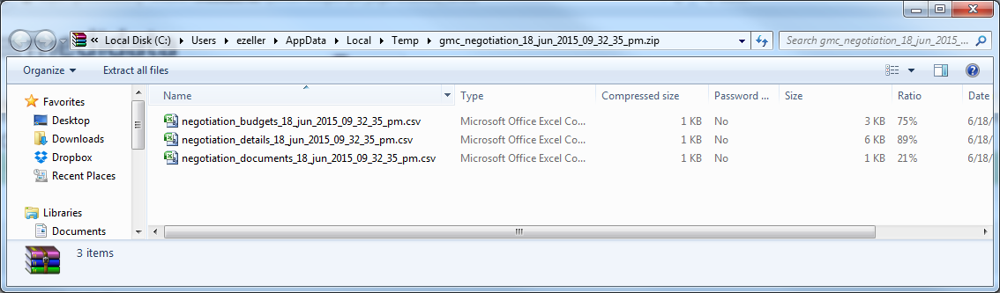 « Local Disk (C:) ▸ Users ▸ ezeller ▸ AppData ▸ Local ▸ Temp ▸ gmc_negotiation_18_jun_2015_09_32_35_pm.zip
Search gmc_negotiation_18_jun_2015_...
Organize Extract all files
Favorites
Desktop
Downloads
Dropbox
Recent Places
Libraries
Documents
Name Type Compressed size Password ... Size Ratio Date
negotiation_budgets_18_jun_2015_09_32_35_pm.csv Microsoft Office Excel Co... 1 KB No 3 KB 75% 6/18/
negotiation_details_18_jun_2015_09_32_35_pm.csv Microsoft Office Excel Co... 1 KB No 6 KB 89% 6/18/
negotiation_documents_18_jun_2015_09_32_35_pm.csv Microsoft Office Excel Co... 1 KB No 1 KB 21% 6/18/
3 items